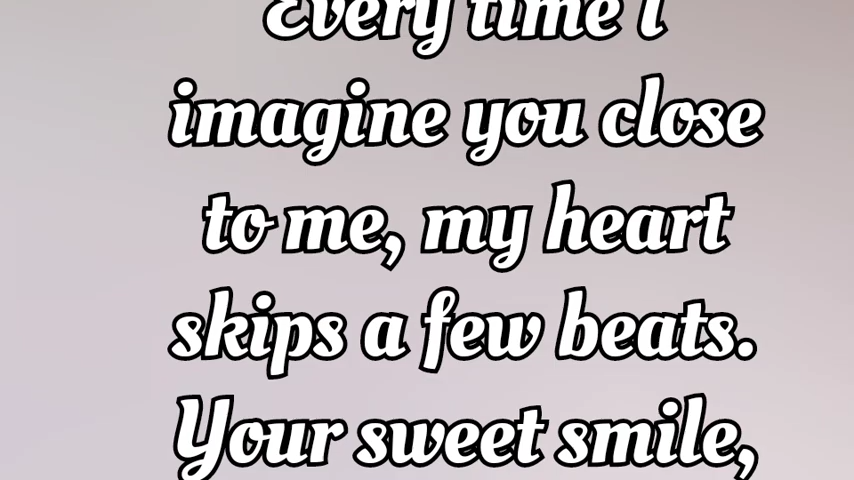 Every time I
imagine you close
to me, my heart
skips a few beats.
Your sweet smile,